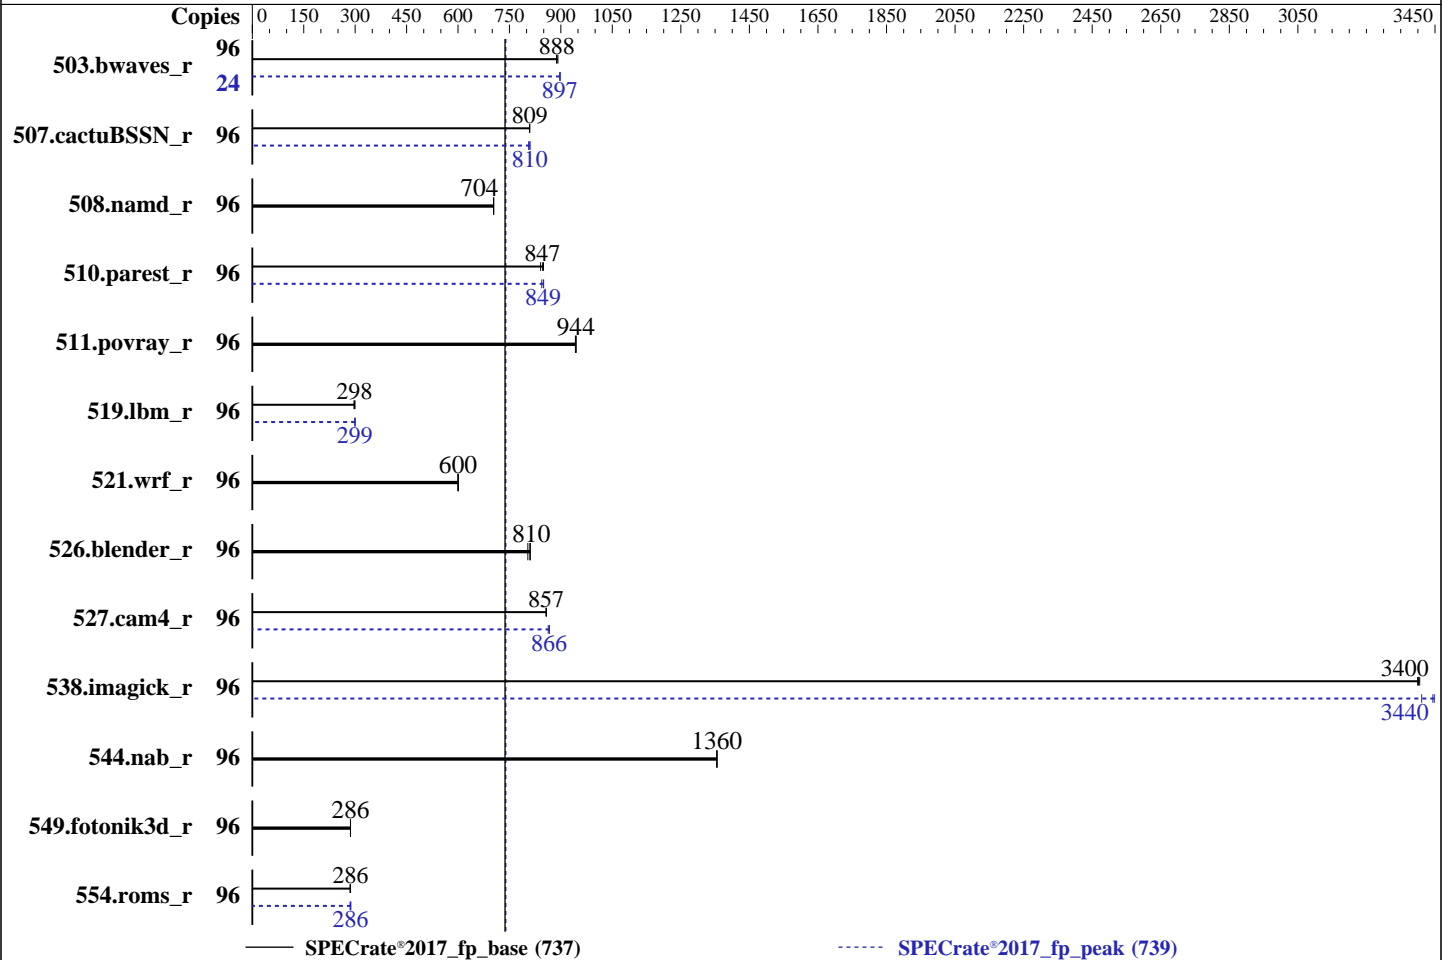 Copies 0 150 300 450 600 750 900 1050 1250 1450 1650 1850 2050 2250 2450 2650 2850 3050 3450
503.bwaves_r 96 888
24 897
507.cactuBSSN_r 96 809
810
508.namd_r 96 704
510.parest_r 96 847
849
511.povray_r 96 944
519.lbm_r 96 298
299
521.wrf_r 96 600
526.blender_r 96 810
527.cam4_r 96 857
866
538.imagick_r 96 3400
3440
544.nab_r 96 1360
549.fotonik3d_r 96 286
554.roms_r 96 286
286
SPECrate®2017_fp_base (737) SPECrate®2017_fp_peak (739)